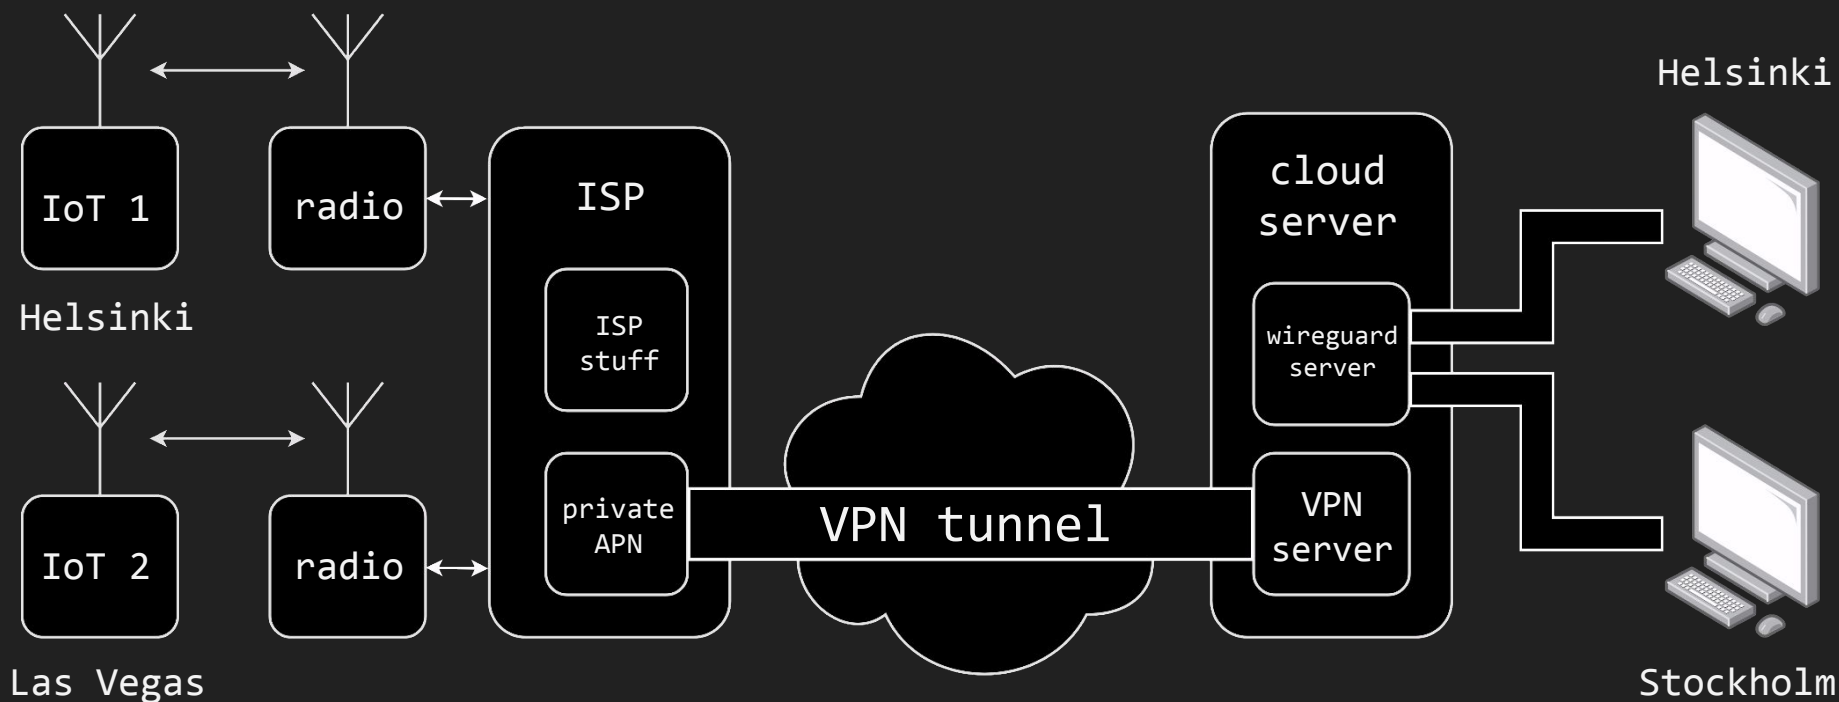 Helsinki
IoT 1
radio
ISP
cloud
server
Helsinki
ISP
stuff
wireguard
server
IoT 2
radio
private
APN
VPN tunnel
VPN
server
Las Vegas
Stockholm